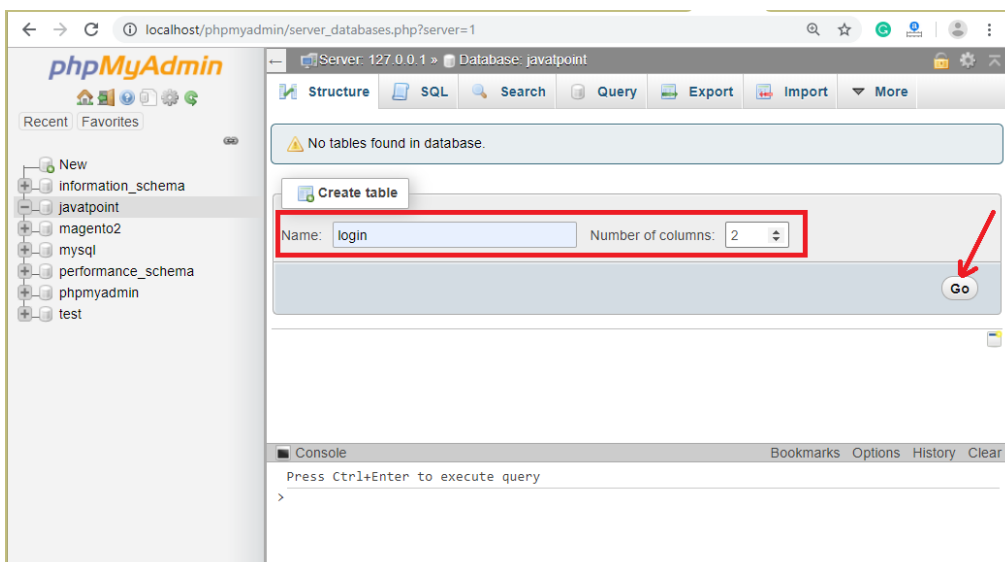 localhost/phpmyadmin/server_databases.php?server=1
phpMyAdmin
Server: 127.0.0.1 » Database: javatpoint
Structure SQL Search Query Export Import More
Recent Favorites
No tables found in database.
New
information_schema
javatpoint
magento2
mysql
performance_schema
phpmyadmin
test
Create table
Name: login Number of columns: 2
Go
Console Bookmarks Options History Clear
Press Ctrl+Enter to execute query
>